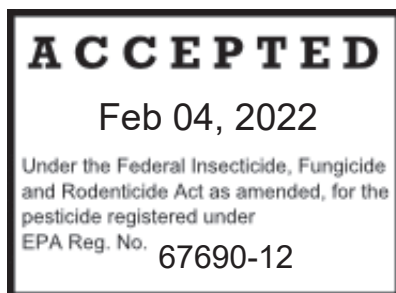 ACCEPTED
Feb 04, 2022
Under the Federal Insecticide, Fungicide
and Rodenticide Act as amended, for the
pesticide registered under
EPA Reg. No. 67690-12